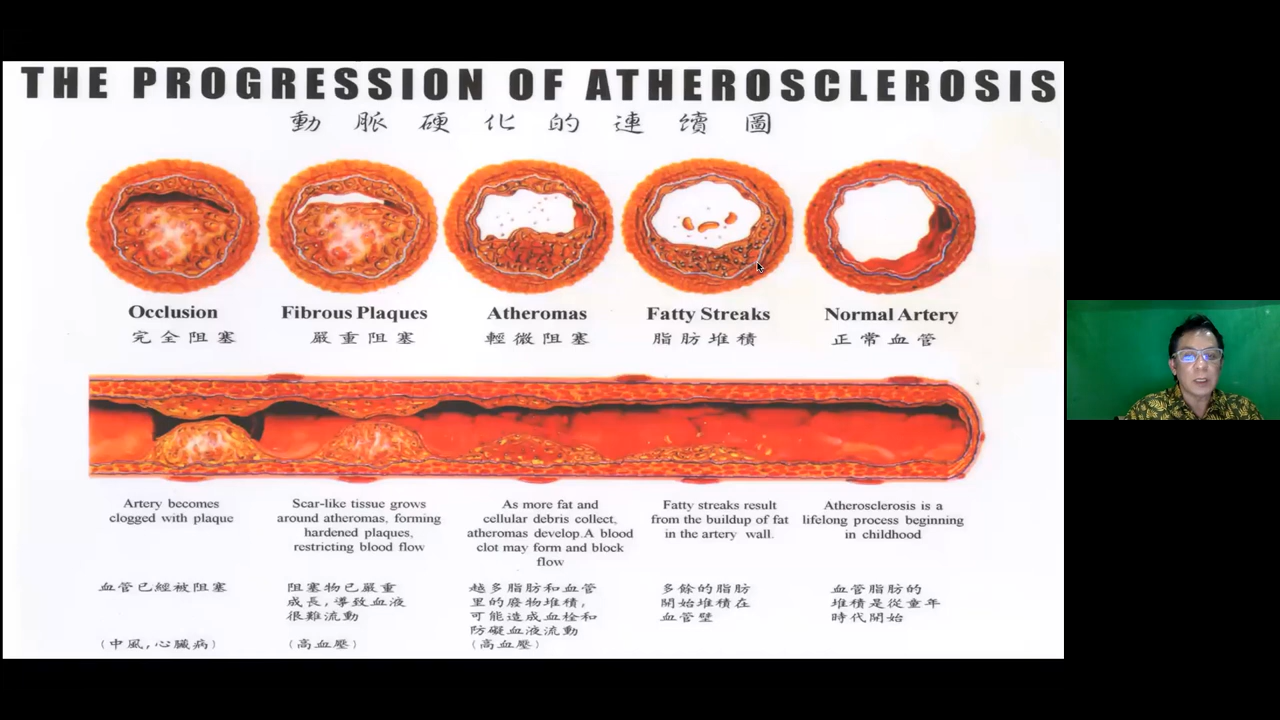 THE PROGRESSION OF ATHEROSCLEROSIS
動脈硬化的連續圖
Occlusion
完全阻塞
Fibrous Plaques
嚴重阻塞
Atheromas
輕微阻塞
Fatty Streaks
脂肪堆積
Normal Artery
正常血管
Artery becomes
clogged with plaque
血管已經被阻塞
(中風,心臟病)
Scar-like tissue grows
around atheromas, forming
hardened plaques,
restricting blood flow
阻塞物已嚴重
成長,導致血液
很難流動
(高血壓)
As more fat and
cellular debris collect,
atheromas develop.A blood
clot may form and block
flow
越多脂肪和血管
里的廢物堆積,
可能造成血栓和
防礙血液流動
(高血壓)
Fatty streaks result
from the buildup of fat
in the artery wall.
多餘的脂肪
開始堆積在
血管壁
Atherosclerosis is a
lifelong process beginning
in childhood
血管脂肪的
堆積是從童年
時代開始